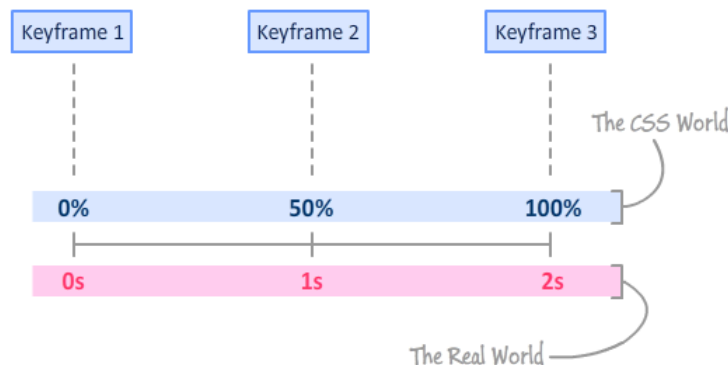 Keyframe 1
Keyframe 2
Keyframe 3
The CSS World
0%
50%
100%
0s
1s
2s
The Real World